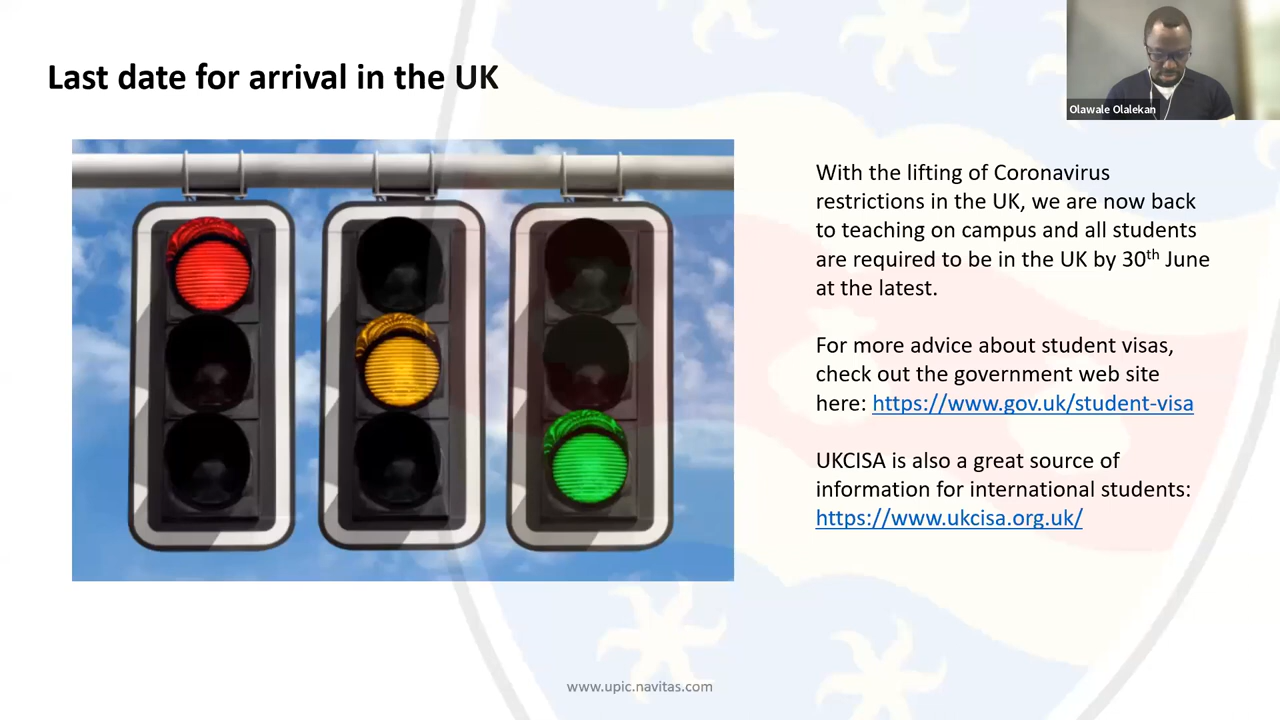 Last date for arrival in the UK
Olawale Olalekan
With the lifting of Coronavirus
restrictions in the UK, we are now back
to teaching on campus and all students
are required to be in the UK by 30th June
at the latest.
For more advice about student visas,
check out the government web site
here: https://www.gov.uk/student-visa
UKCISA is also a great source of
information for international students:
https://www.ukcisa.org.uk/
www.upic.navitas.com